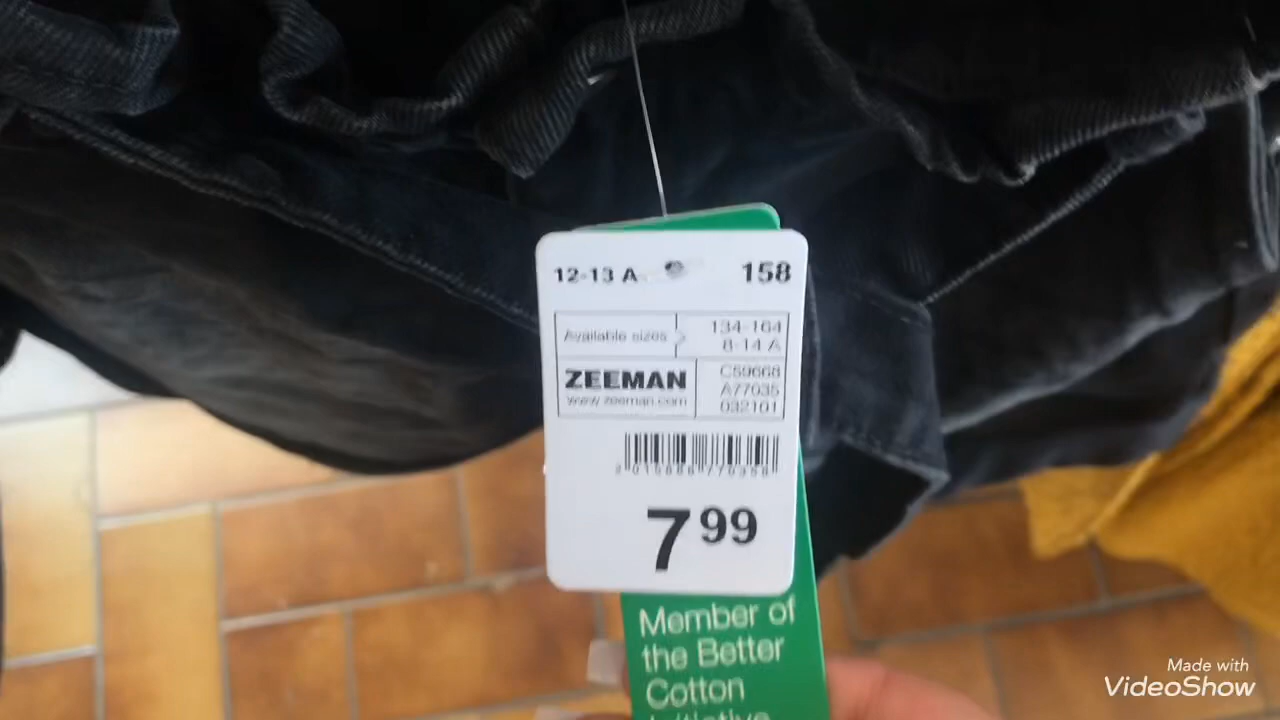 12-13 A 158
Available sizes 134-164
8-14 A
ZEEMAN
www.zeeman.com
C59668
A77035
032101
7 99
Member of
the Better
Cotton
Initiative
Made with
VideoShow